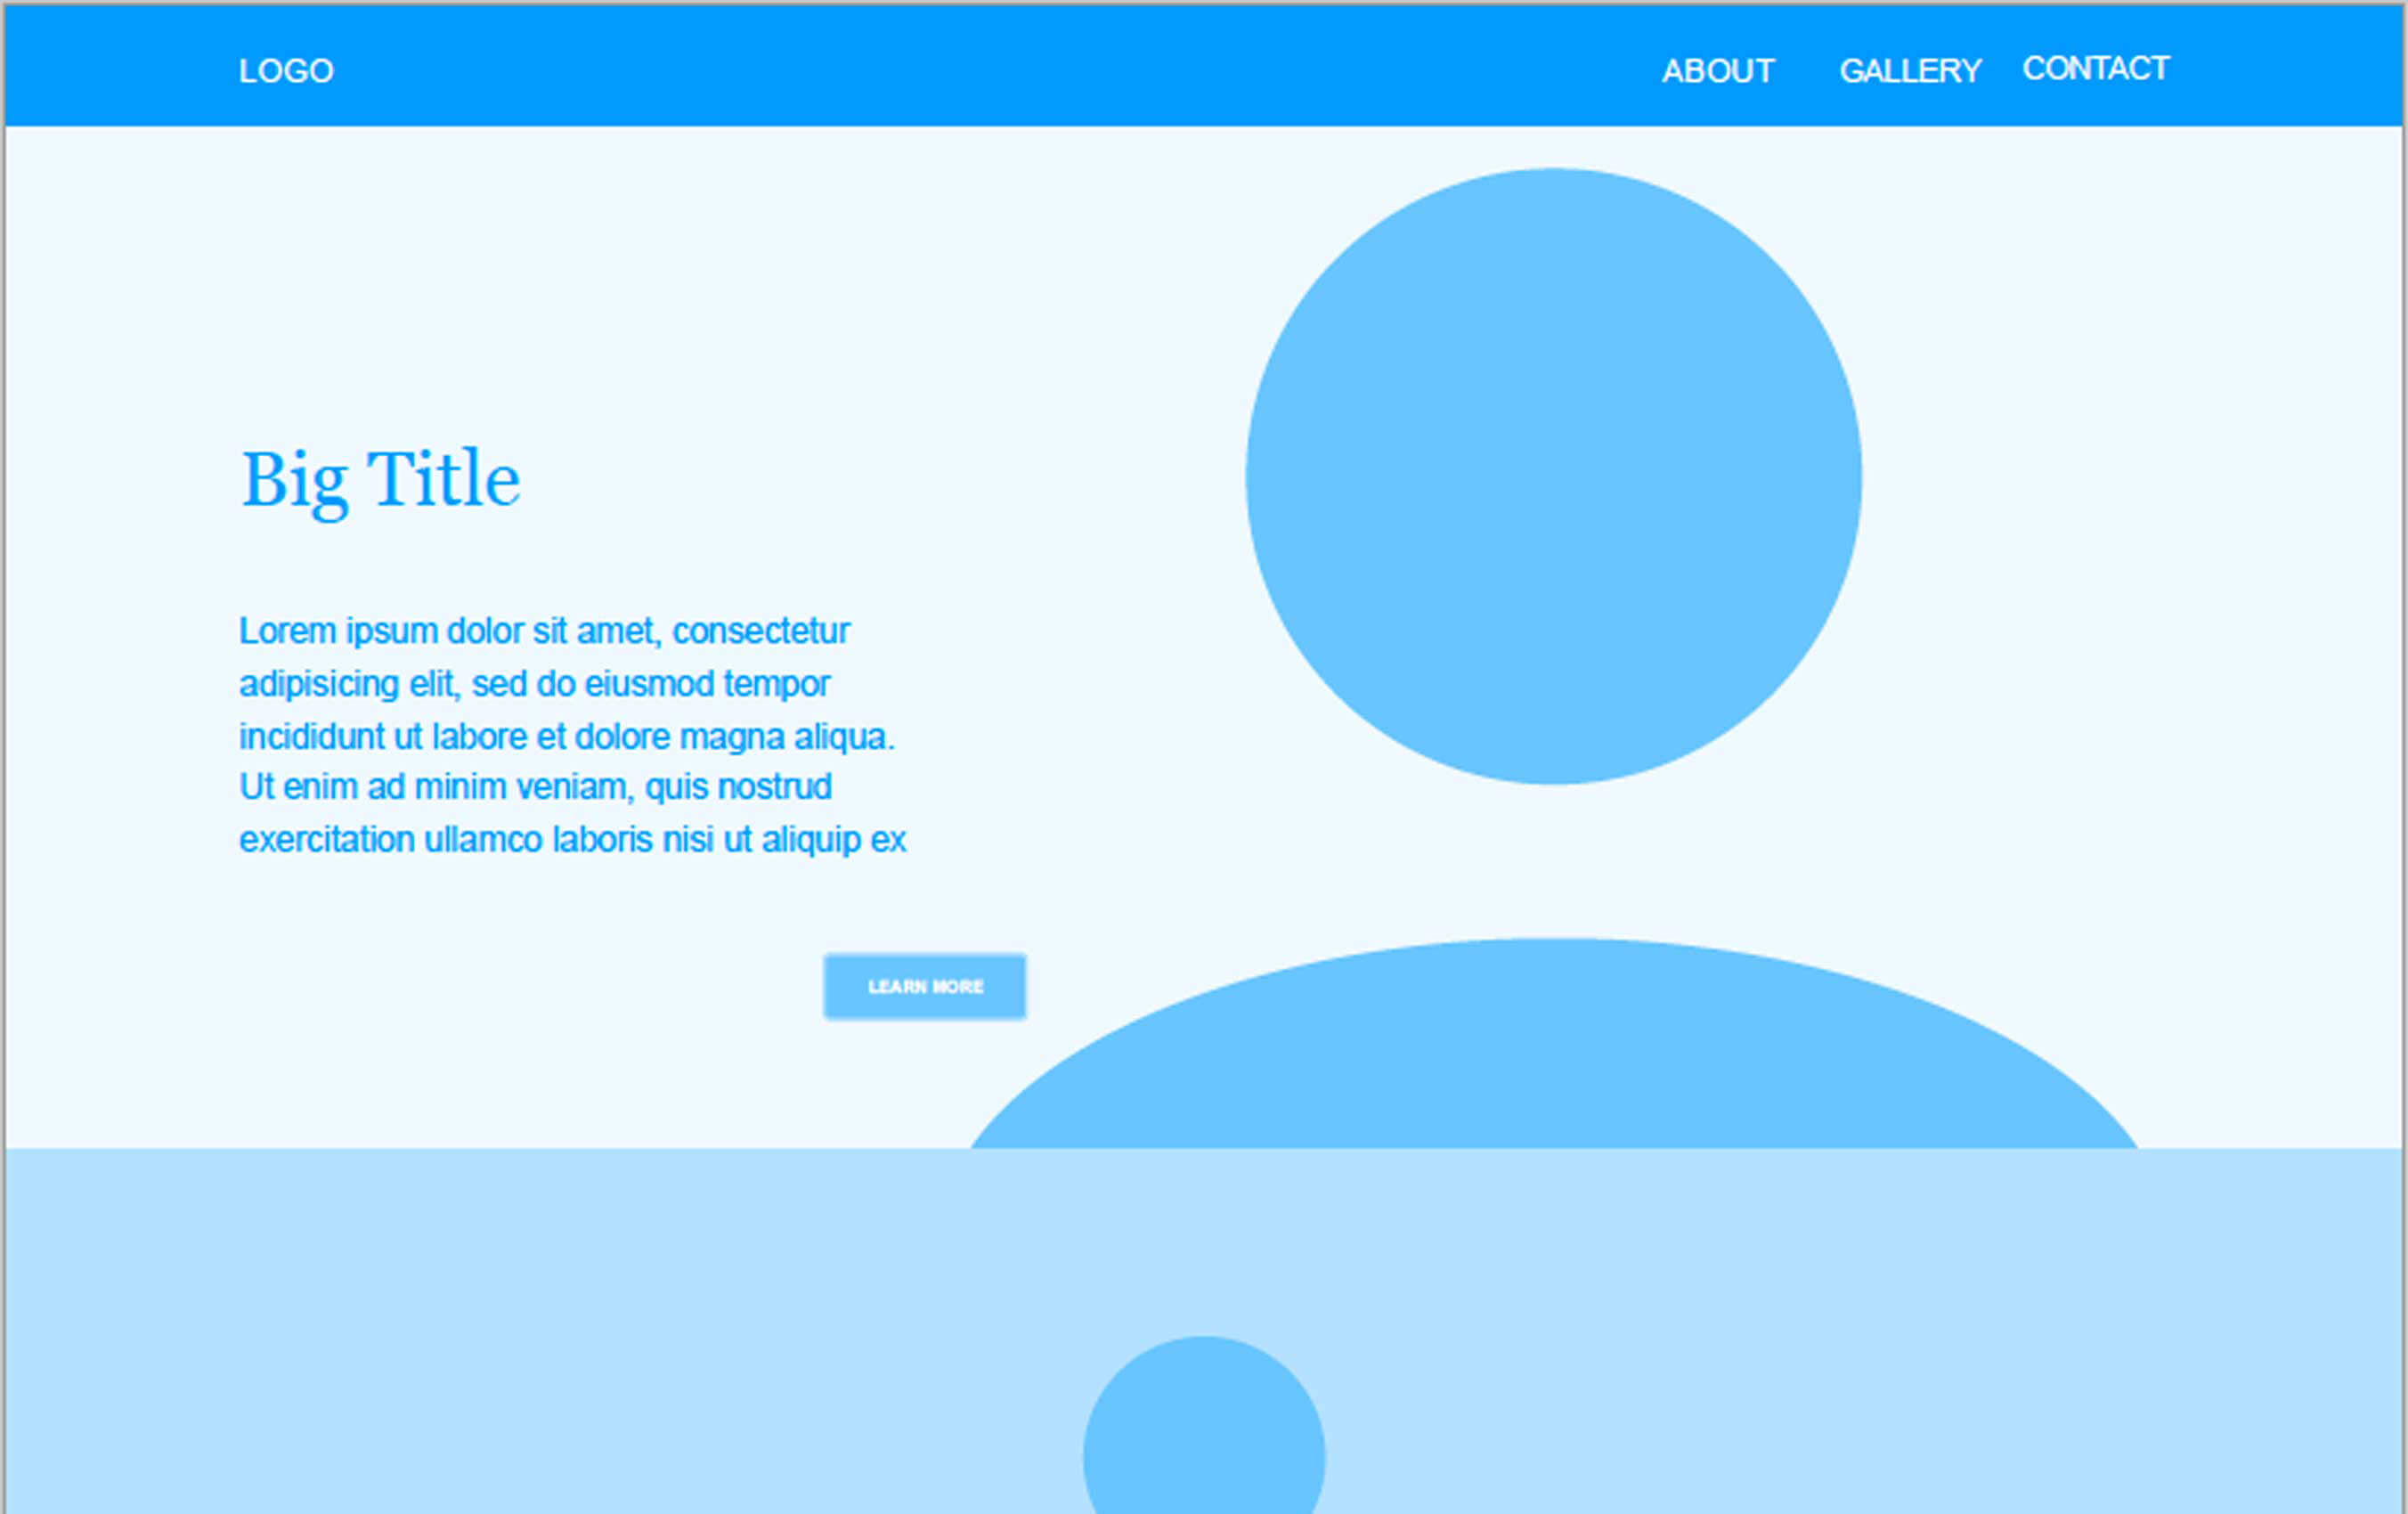 LOGO
ABOUT GALLERY CONTACT
Big Title
Lorem ipsum dolor sit amet, consectetur
adipisicing elit, sed do eiusmod tempor
incididunt ut labore et dolore magna aliqua.
Ut enim ad minim veniam, quis nostrud
exercitation ullamco laboris nisi ut aliquip ex
LEARN MORE